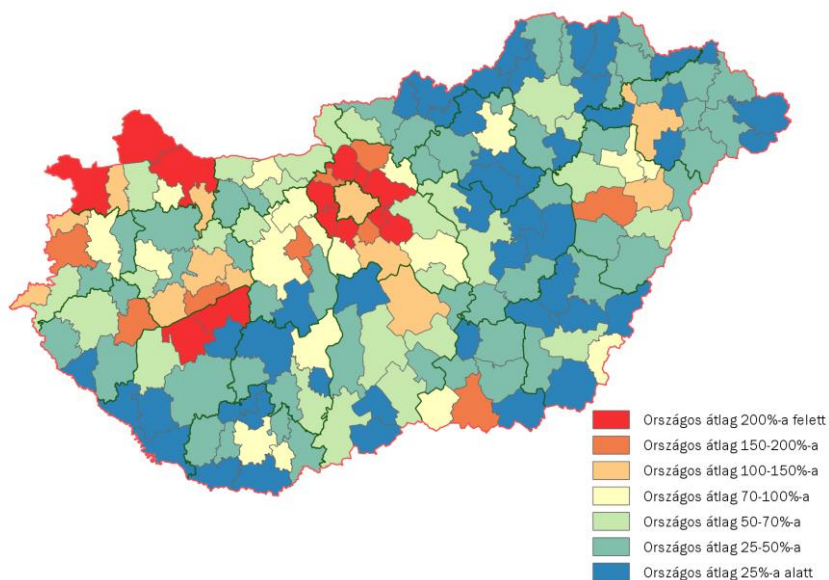 Országos átlag 200%-a felett
Országos átlag 150-200%-a
Országos átlag 100-150%-a
Országos átlag 70-100%-a
Országos átlag 50-70%-a
Országos átlag 25-50%-a
Országos átlag 25%-a alatt